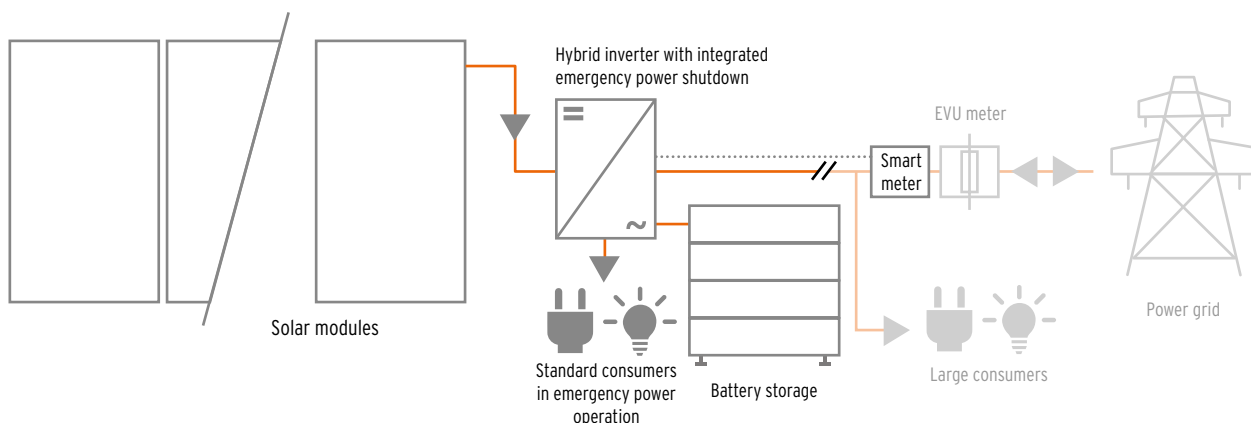 Hybrid inverter with integrated
emergency power shutdown
EVU meter
Smart
meter
Solar modules
Power grid
Standard consumers
in emergency power
operation
Battery storage
Large consumers